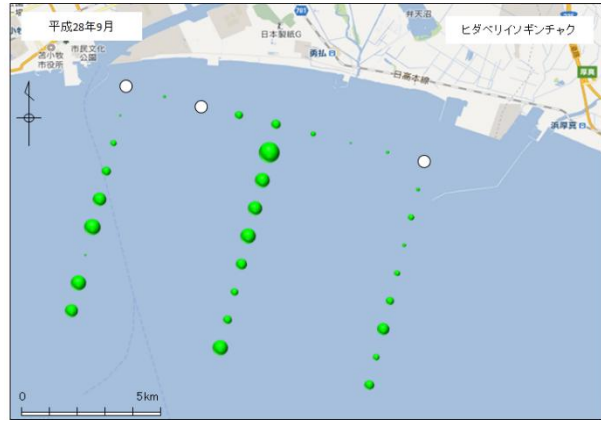 平成28年9月
ヒダベリイソギンチャク
弁天沼
日本製紙G
781
勇払
日高本線
厚真
浜厚真
市民文化
公園
苫小牧
市役所
0
5km